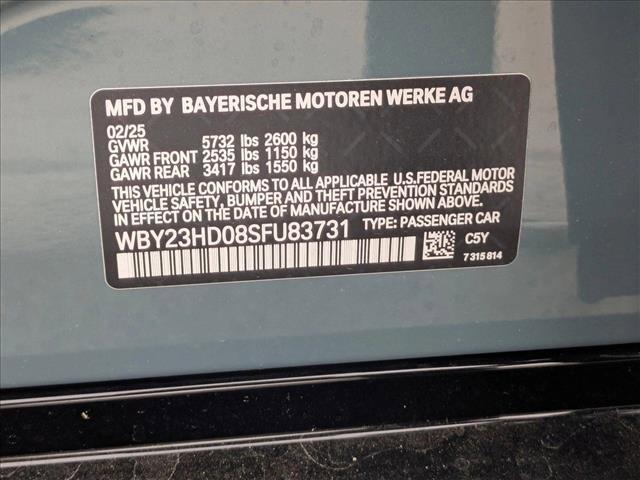 MFD BY BAYERISCHE MOTOREN WERKE AG
02/25
GVWR 5732 lbs 2600 kg
GAWR FRONT 2535 lbs 1150 kg
GAWR REAR 3417 lbs 1550 kg
THIS VEHICLE CONFORMS TO ALL APPLICABLE U.S.FEDERAL MOTOR
VEHICLE SAFETY, BUMPER AND THEFT PREVENTION STANDARDS
IN EFFECT ON THE DATE OF MANUFACTURE SHOWN ABOVE.
WBY23HD08SFU83731 TYPE: PASSENGER CAR
C5Y
7 315 814